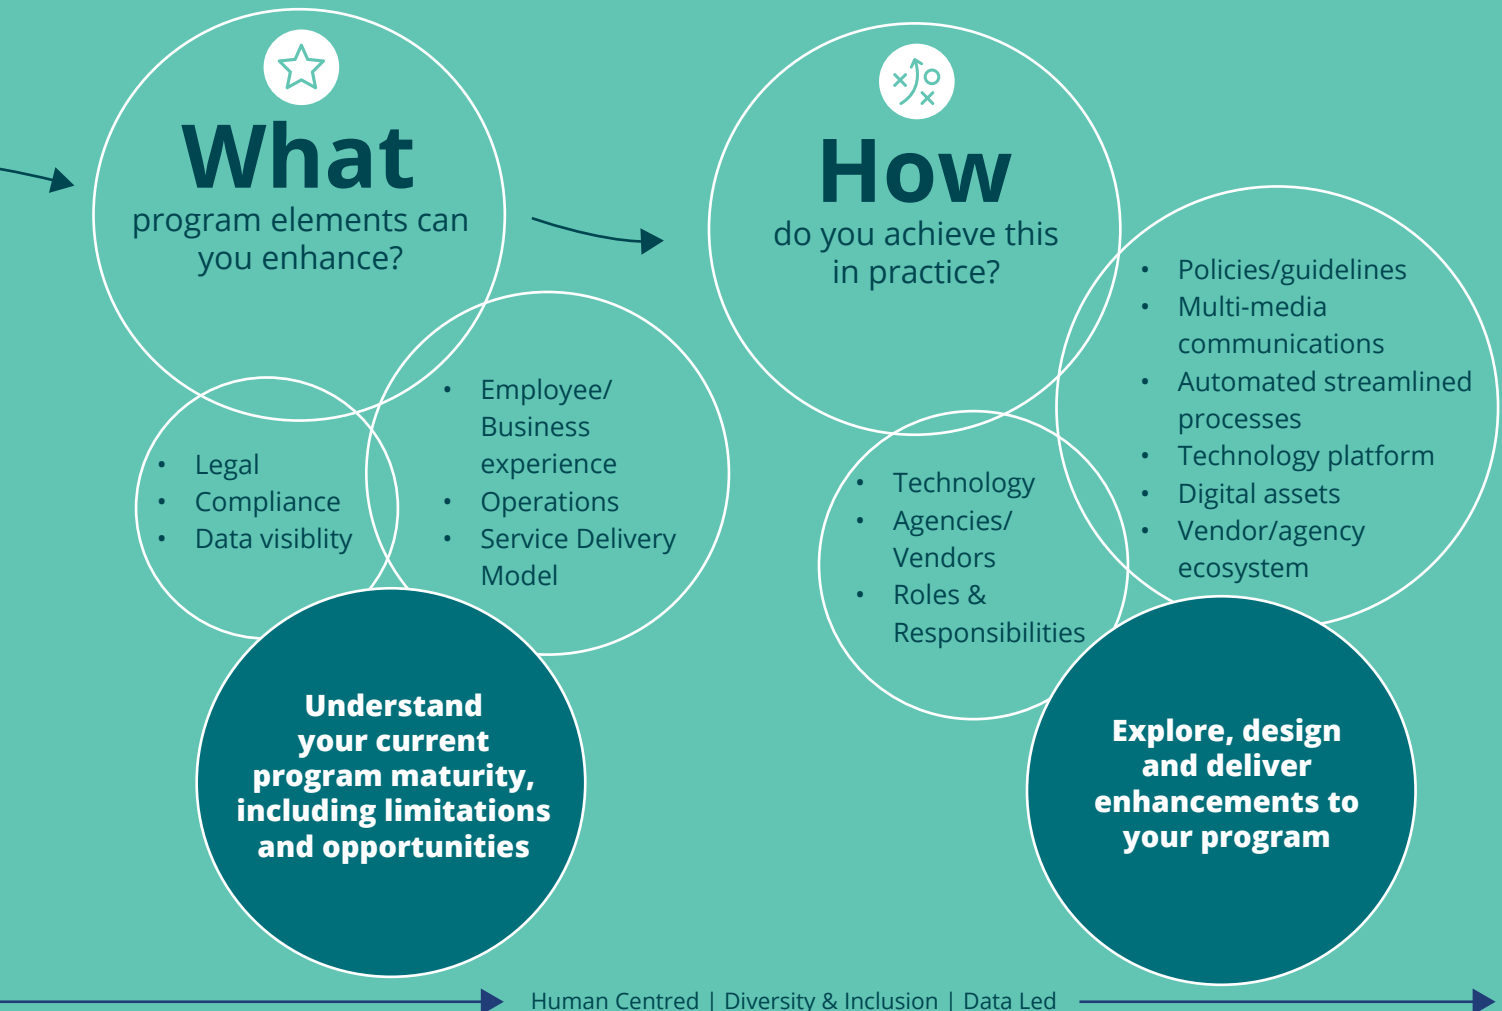 What
program elements can
you enhance?
• Legal
• Compliance
• Data visiblity
• Employee/
Business
experience
• Operations
• Service Delivery
Model
Understand
your current
program maturity,
including limitations
and opportunities
How
do you achieve this
in practice?
• Technology
• Agencies/
Vendors
• Roles &
Responsibilities
• Policies/guidelines
• Multi-media
communications
• Automated streamlined
processes
• Technology platform
• Digital assets
• Vendor/agency
ecosystem
Explore, design
and deliver
enhancements to
your program
Human Centred | Diversity & Inclusion | Data Led